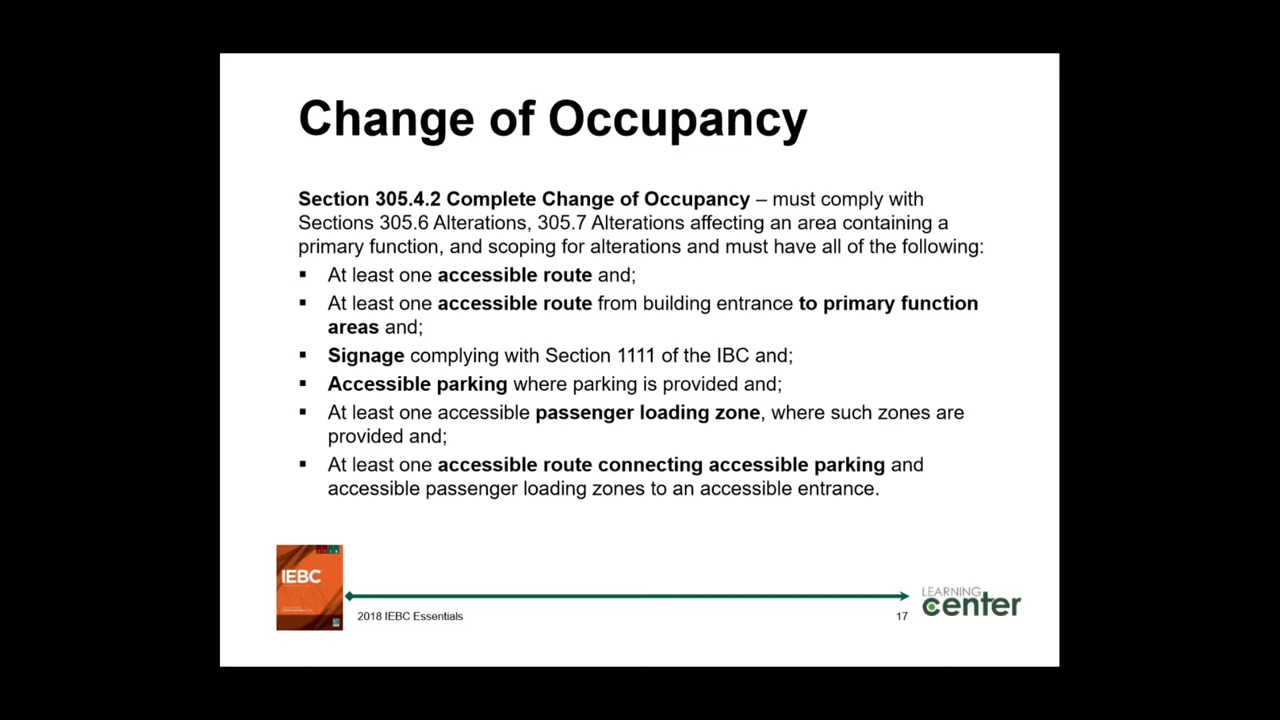 Change of Occupancy
Section 305.4.2 Complete Change of Occupancy – must comply with
Sections 305.6 Alterations, 305.7 Alterations affecting an area containing a
primary function, and scoping for alterations and must have all of the following:
▪ At least one accessible route and;
▪ At least one accessible route from building entrance to primary function
areas and;
▪ Signage complying with Section 1111 of the IBC and;
▪ Accessible parking where parking is provided and;
▪ At least one accessible passenger loading zone, where such zones are
provided and;
▪ At least one accessible route connecting accessible parking and
accessible passenger loading zones to an accessible entrance.
IEBC
2018 IEBC Essentials
17
LEARNING
center